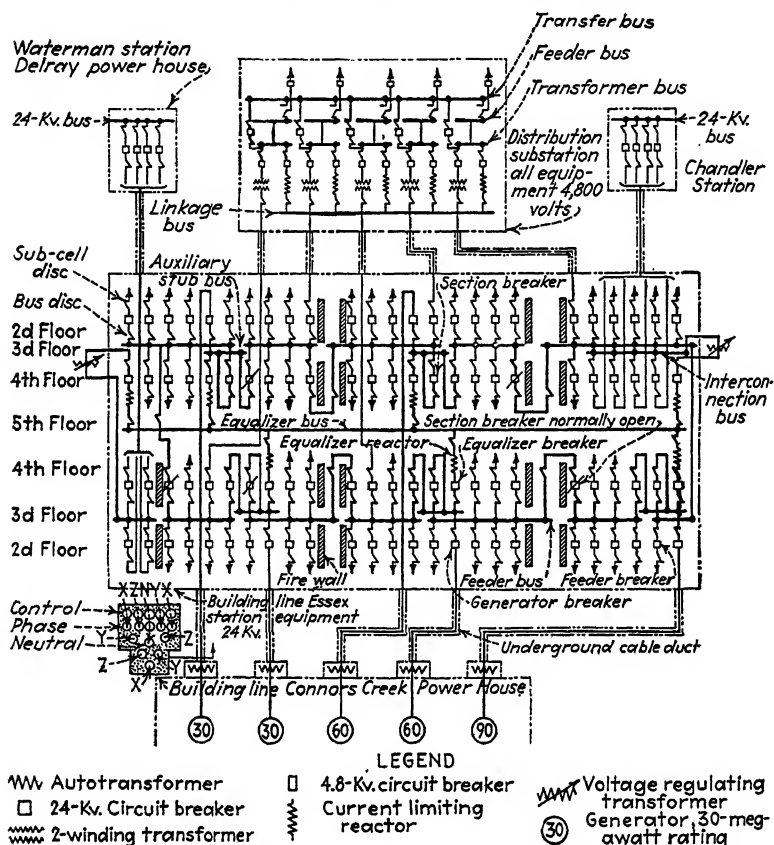 Transfer bus
Feeder bus
Transformer bus
Waterman station
Delray power house
24-Kv. bus
24-Kv.
bus
Chandler
Station
Distribution
substation
all equip-
ment 4,800
volts
Linkage
bus
Sub-cell
disc
Auxiliary
stub bus
Section breaker
Bus disc
2d Floor
3d Floor
4th Floor
Intercon-
nection
bus
5th Floor
Equalizer bus
Section breaker normally open
Equalizer reactor
Equalizer breaker
4th Floor
3d Floor
2d Floor
Fire wall
Feeder bus
Feeder breaker
Generator breaker
X Z N Y X
Building line Essex
station equipment
24 Kv.
Control
Phase
Neutral
Y X Z
Z Y
X
Underground cable duct
Building line Connors Creek Power House
30 30 60 60 90
LEGEND
Autotransformer
24-Kv. Circuit breaker
2-winding transformer
4.8-Kv. circuit breaker
Current limiting
reactor
Voltage regulating
transformer
30 Generator, 30-meg-
awatt rating